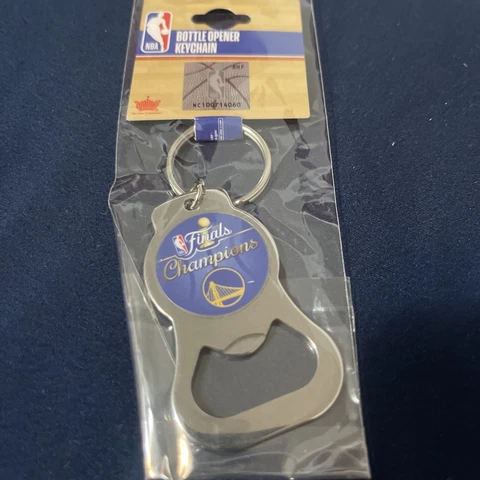 NBA
BOTTLE OPENER
KEYCHAIN
NC100714060
Finals
Champions